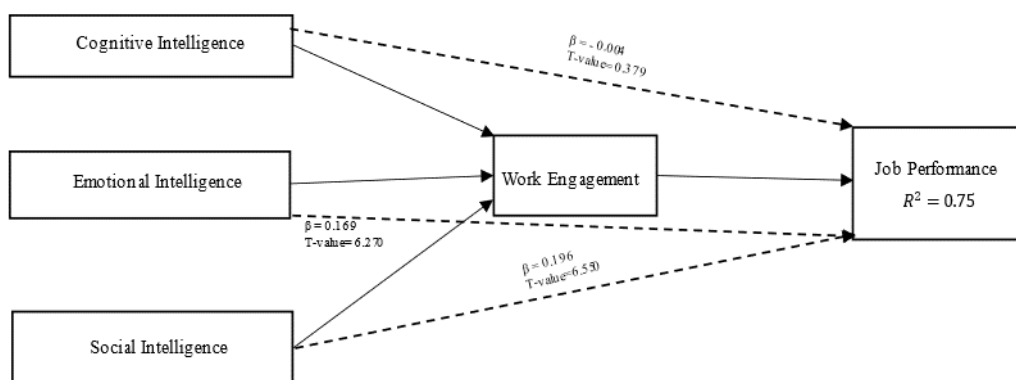 Cognitive Intelligence
β = - 0.004
T-value=0.379
Emotional Intelligence
Work Engagement
Job Performance
R² = 0.75
β = 0.169
T-value=6.270
β = 0.196
T-value=6.550
Social Intelligence